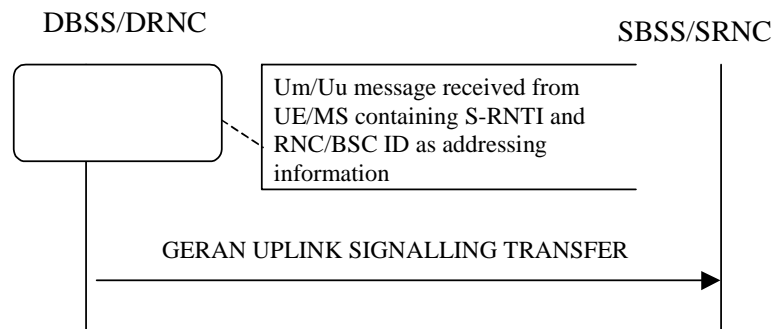 DBSS/DRNC
SBSS/SRNC
Um/Uu message received from
UE/MS containing S-RNTI and
RNC/BSC ID as addressing
information
GERAN UPLINK SIGNALLING TRANSFER